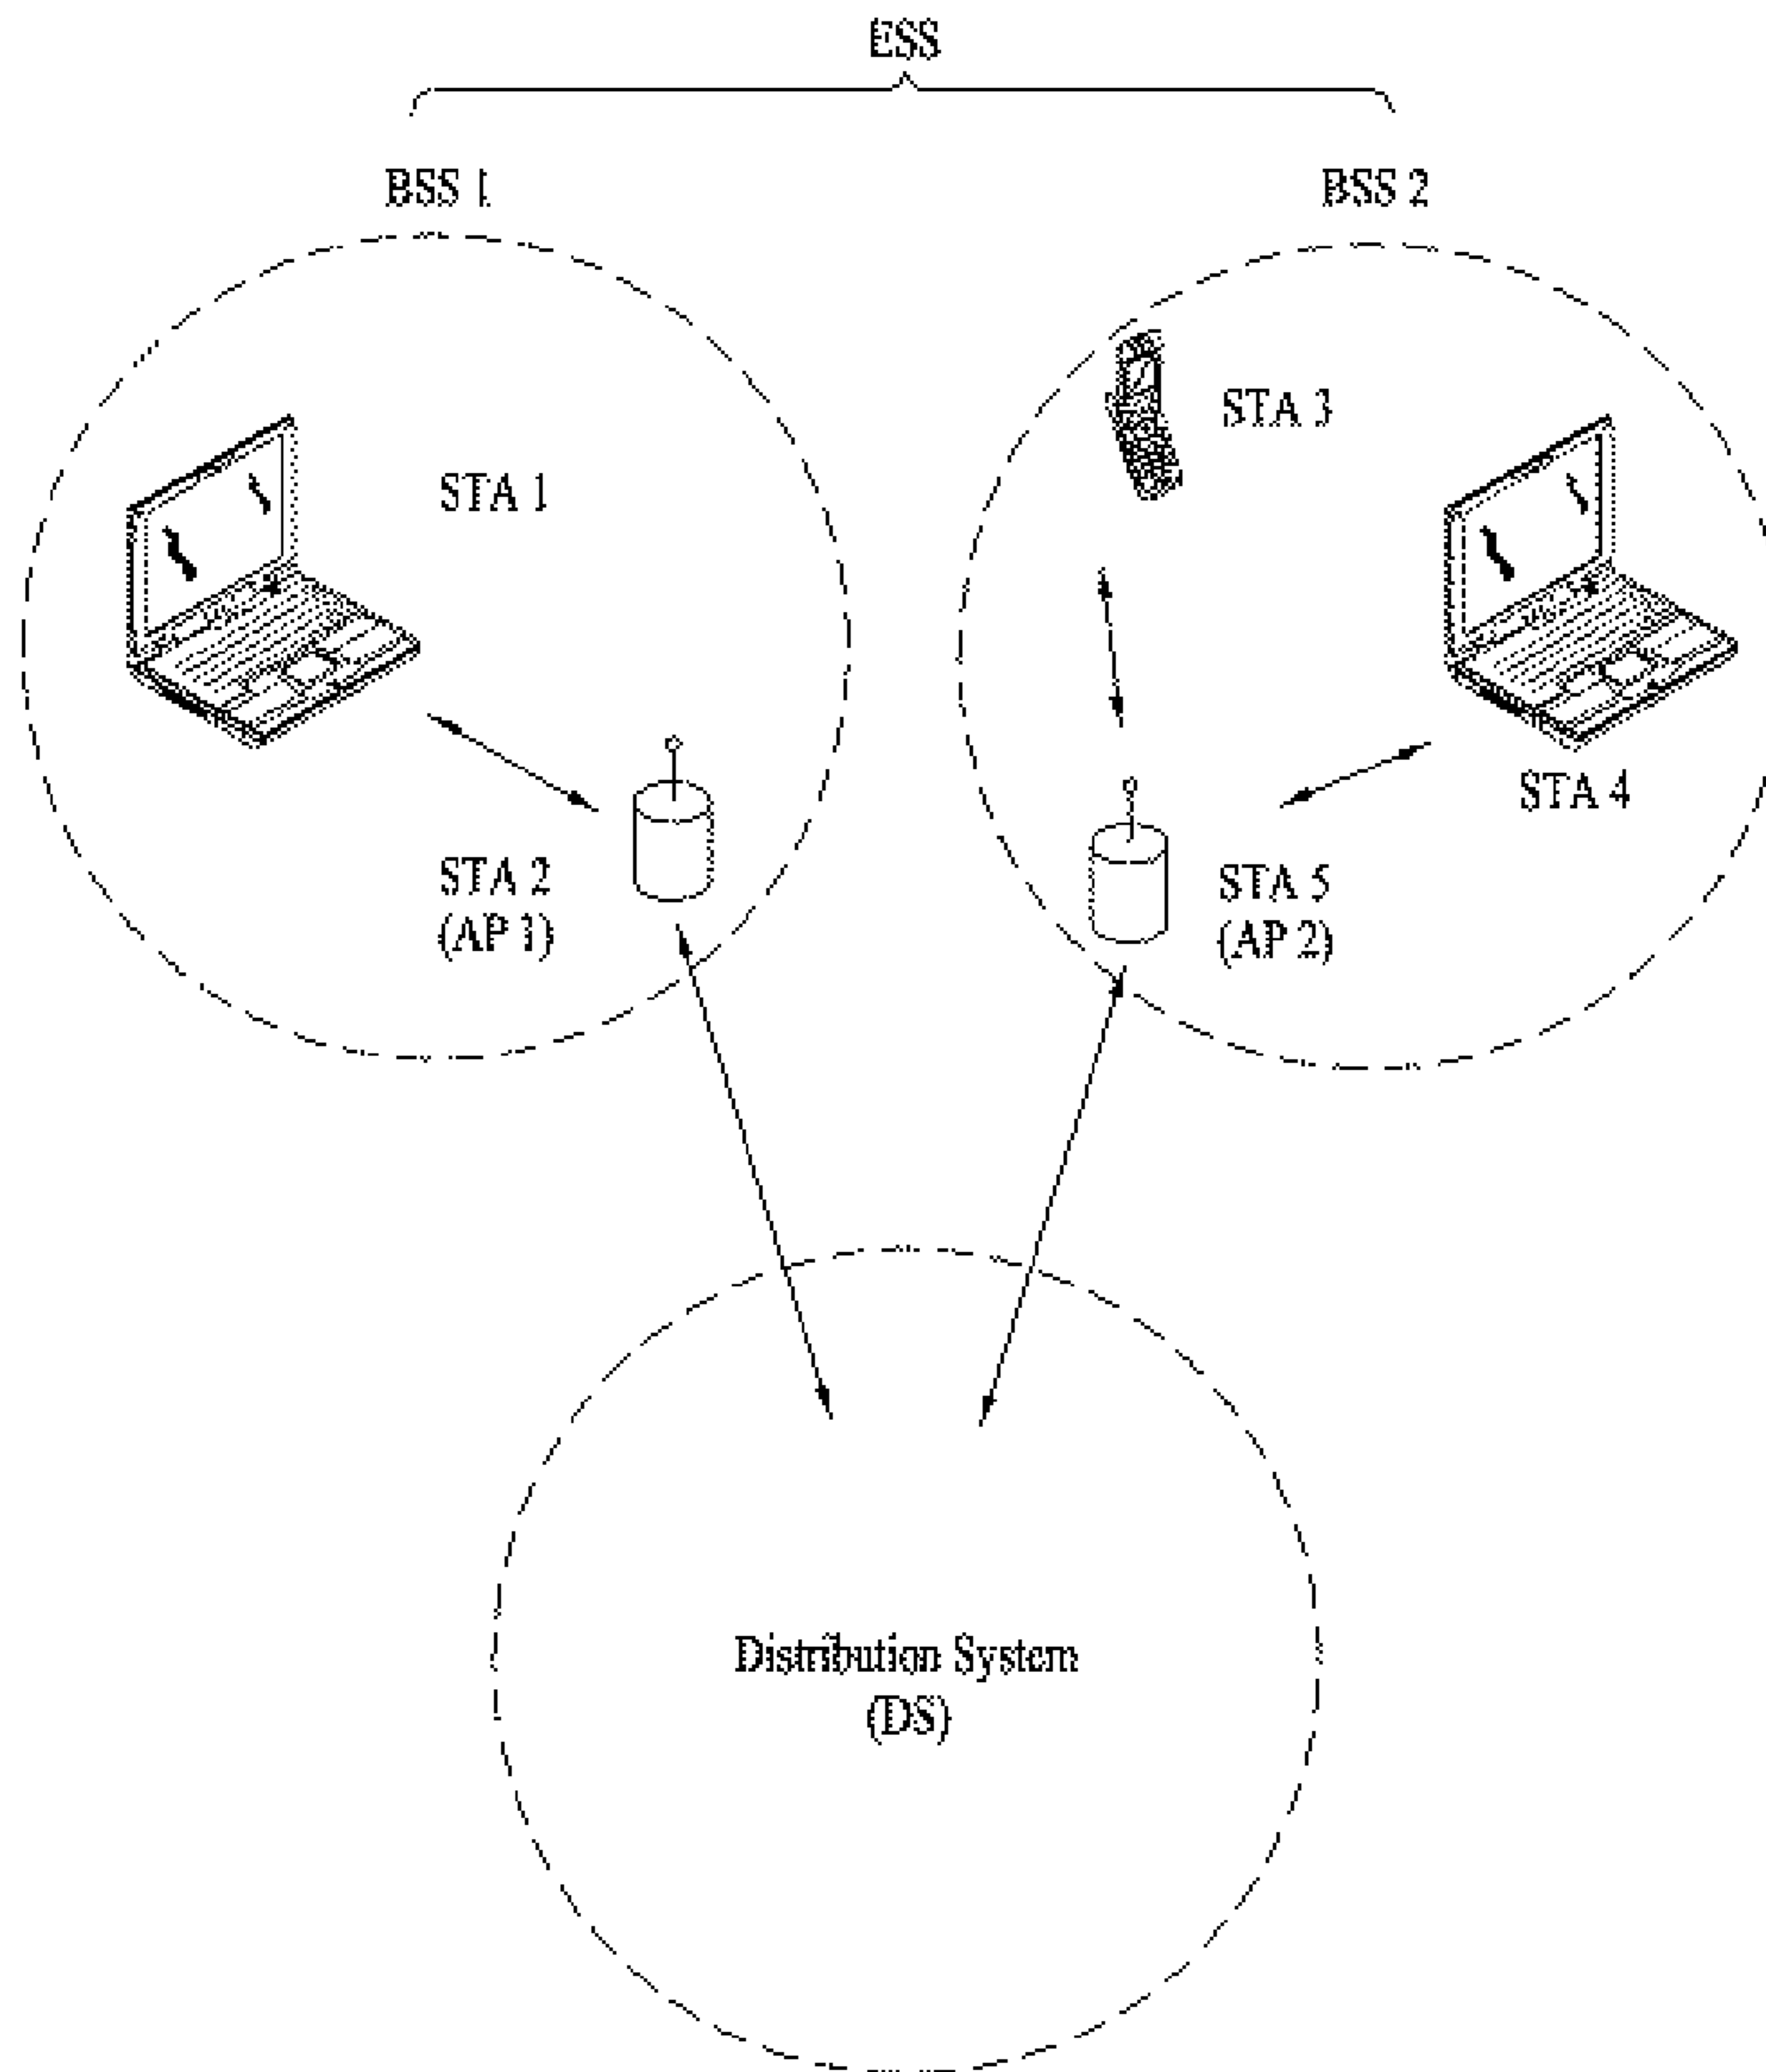 ESS
BSS 1
BSS 2
STA 3
STA 1
STA 4
STA 2
(AP 1)
STA 5
(AP 2)
Distribution System
(DS)